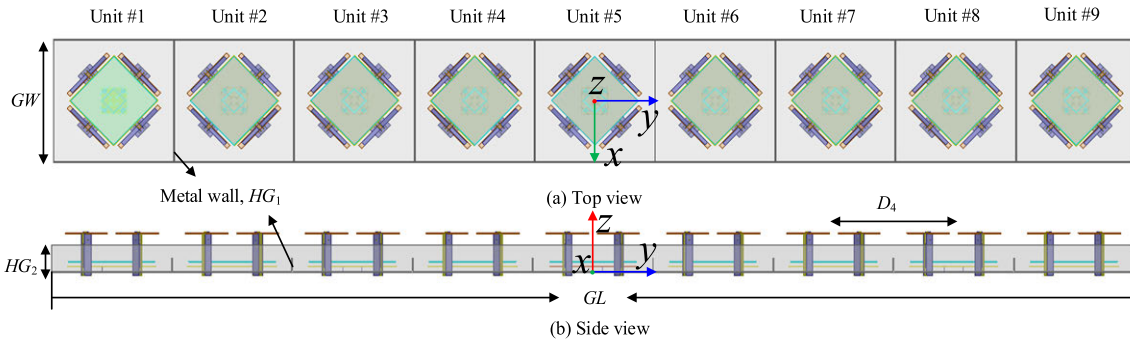 Unit #1 Unit #2 Unit #3 Unit #4 Unit #5 Unit #6 Unit #7 Unit #8 Unit #9
GW
z
y
x
Metal wall, HG1
(a) Top view
D4
z
HG2
x y
GL
(b) Side view